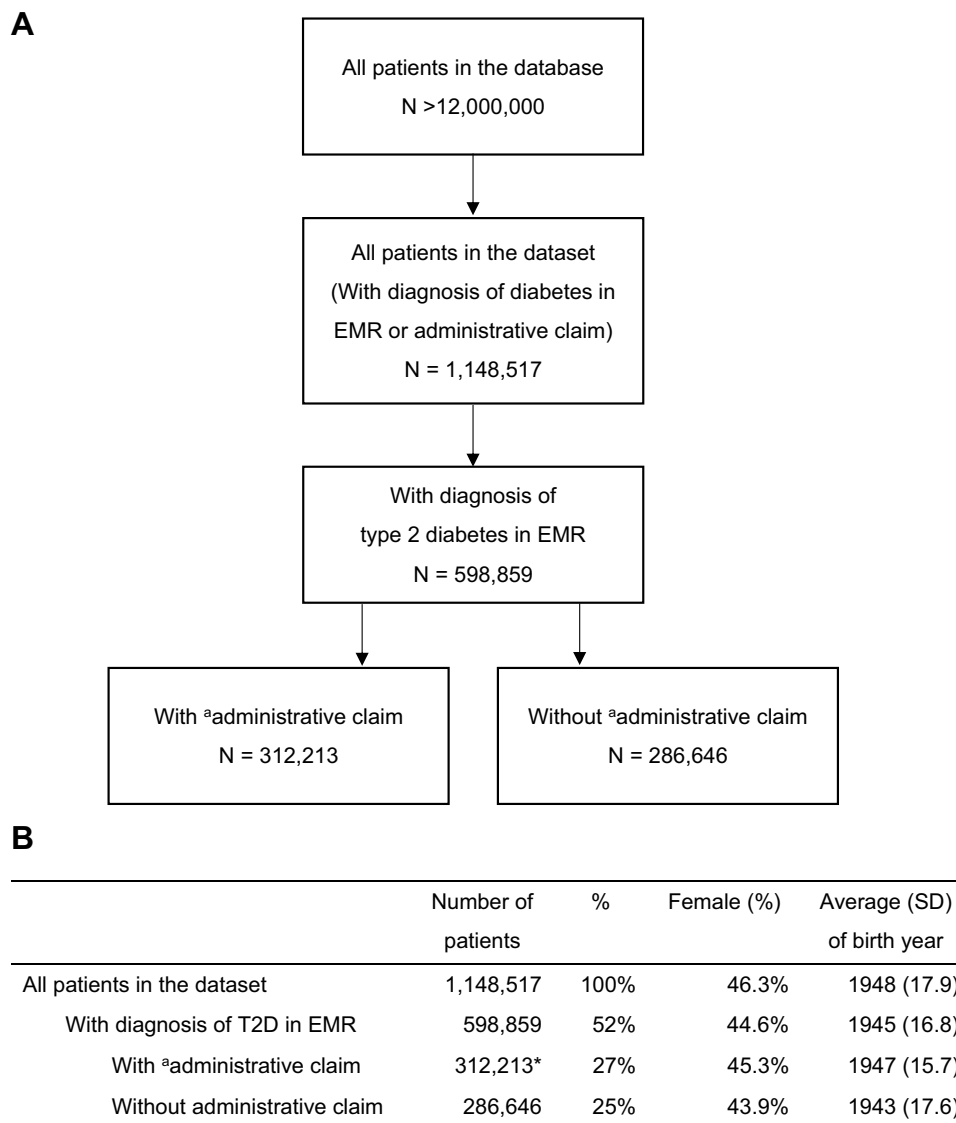 A
All patients in the database
N >12,000,000
All patients in the dataset
(With diagnosis of diabetes in
EMR or administrative claim)
N = 1,148,517
With diagnosis of
type 2 diabetes in EMR
N = 598,859
With ᵃadministrative claim
N = 312,213
Without ᵃadministrative claim
N = 286,646
B
Number of patients % Female (%) Average (SD) of birth year
All patients in the dataset 1,148,517 100% 46.3% 1948 (17.9)
With diagnosis of T2D in EMR 598,859 52% 44.6% 1945 (16.8)
With ᵃadministrative claim 312,213* 27% 45.3% 1947 (15.7)
Without administrative claim 286,646 25% 43.9% 1943 (17.6)